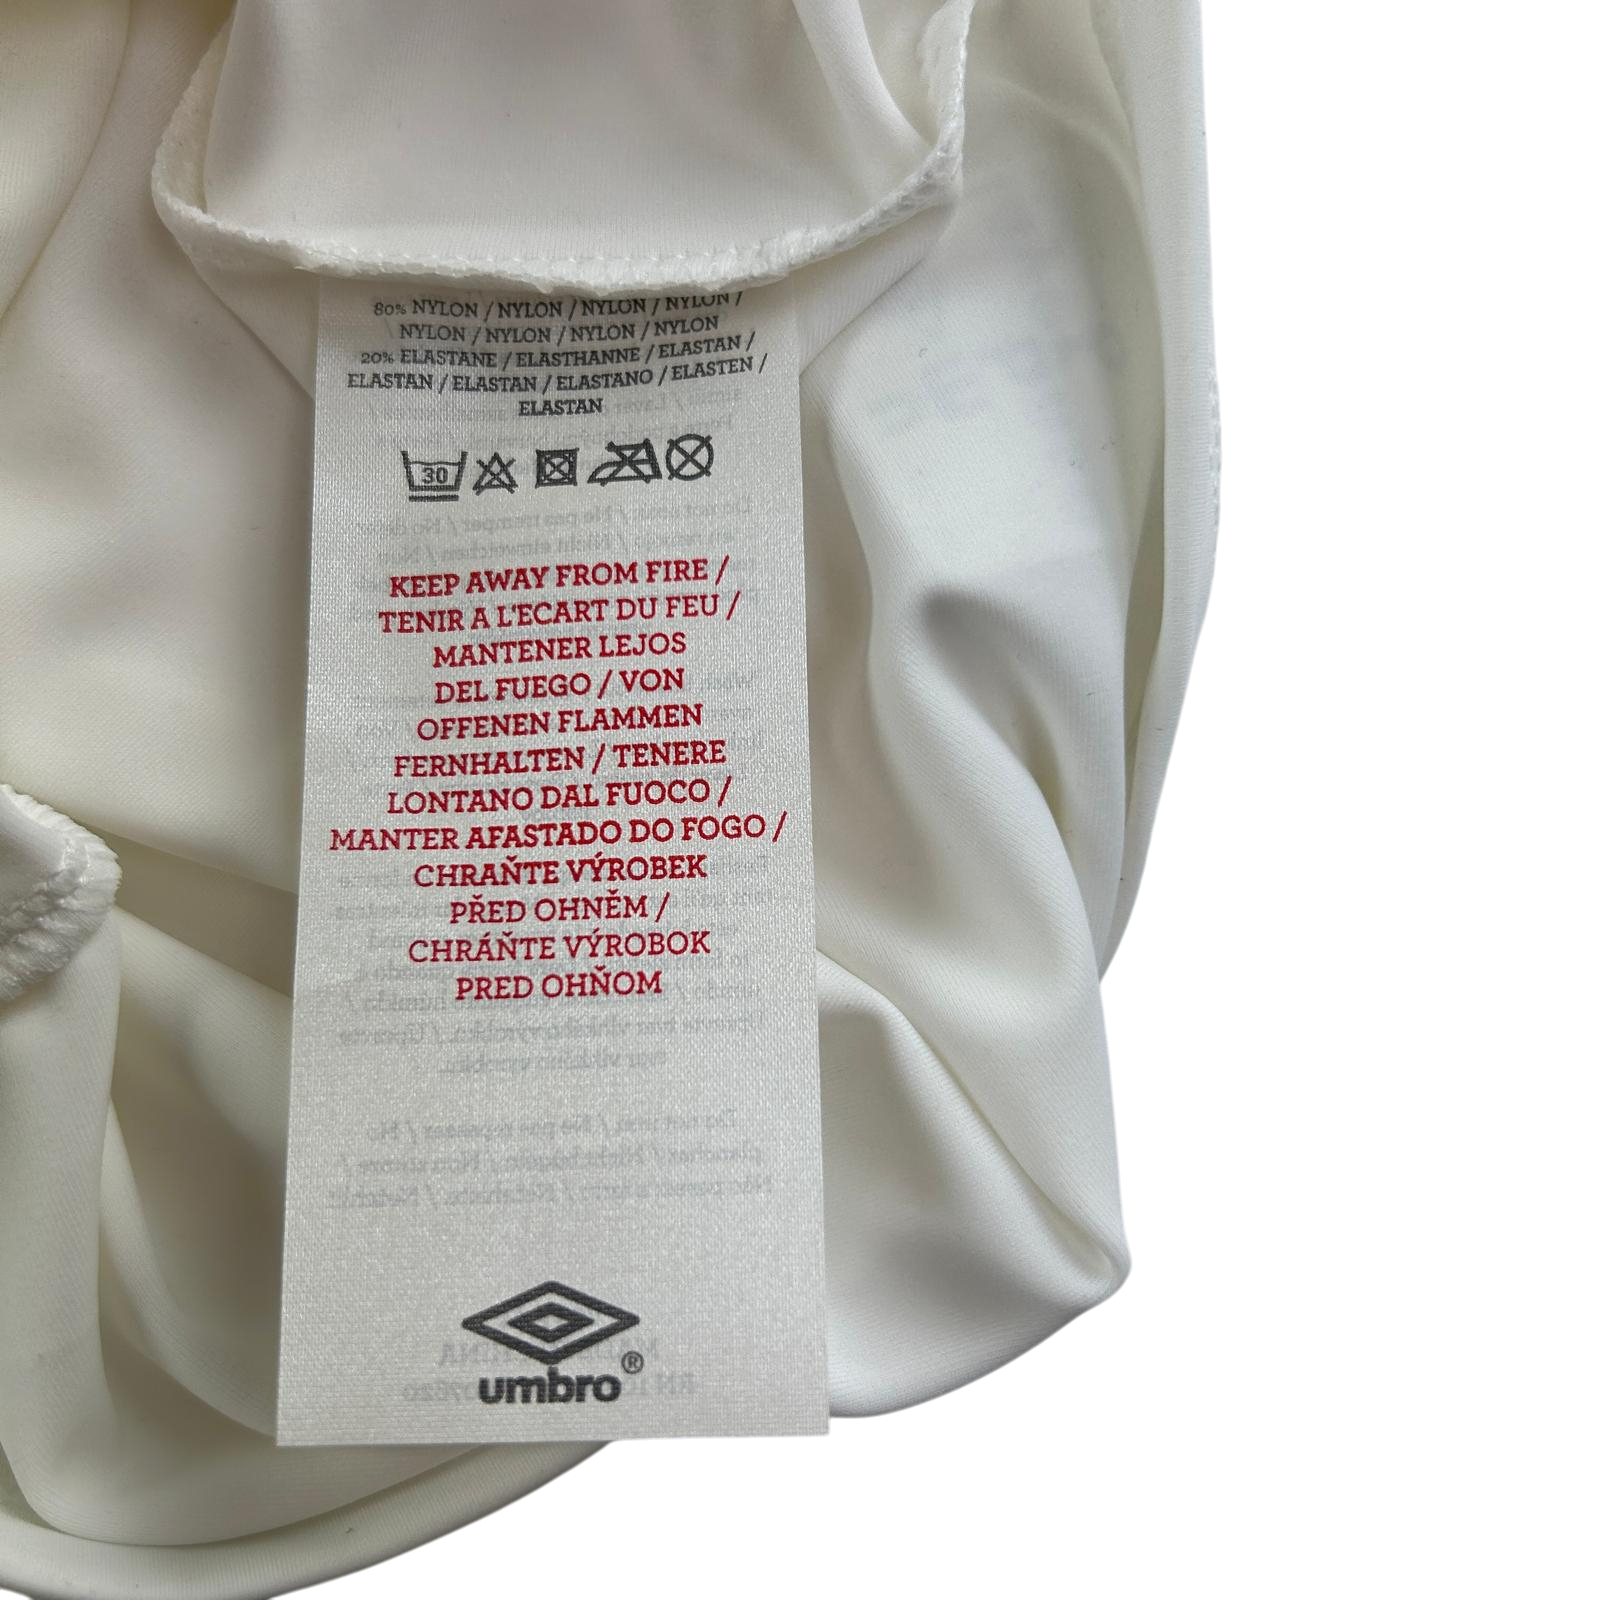 80% NYLON / NYLON / NYLON / NYLON /
NYLON / NYLON / NYLON / NYLON
20% ELASTANE / ELASTHANNE / ELASTAN /
ELASTAN / ELASTAN / ELASTANO / ELASTEN /
ELASTAN
30
KEEP AWAY FROM FIRE /
TENIR A L'ECART DU FEU /
MANTENER LEJOS
DEL FUEGO / VON
OFFENEN FLAMMEN
FERNHALTEN / TENERE
LONTANO DAL FUOCO /
MANTER AFASTADO DO FOGO /
CHRAŇTE VÝROBEK
PŘED OHNĚM /
CHRÁŇTE VÝROBOK
PRED OHŇOM
umbro®